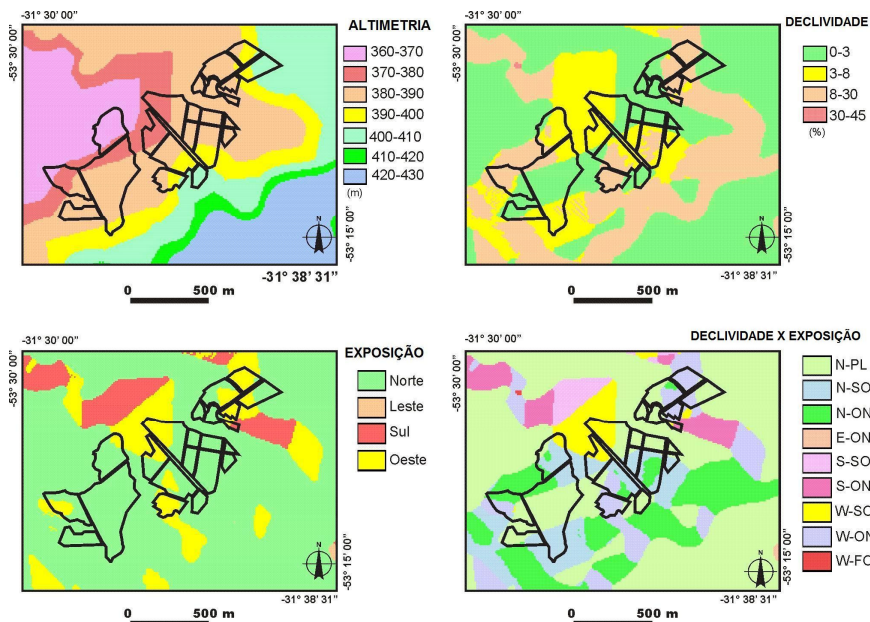 -31° 30' 00"
-53° 30' 00"
ALTIMETRIA
360-370
370-380
380-390
390-400
400-410
410-420
420-430
(m)
N
-53° 15' 00"
-31° 38' 31"
0 500 m
-31° 30' 00"
-53° 30' 00"
DECLIVIDADE
0-3
3-8
8-30
30-45
(%)
N
-53° 15' 00"
-31° 38' 31"
0 500 m
-31° 30' 00"
-53° 30' 00"
EXPOSIÇÃO
Norte
Leste
Sul
Oeste
N
-53° 15' 00"
-31° 38' 31"
0 500 m
-31° 30' 00"
-53° 30' 00"
DECLIVIDADE X EXPOSIÇÃO
N-PL
N-SO
N-ON
E-ON
S-SO
S-ON
W-SO
W-ON
W-FO
N
-53° 15' 00"
-31° 38' 31"
0 500 m